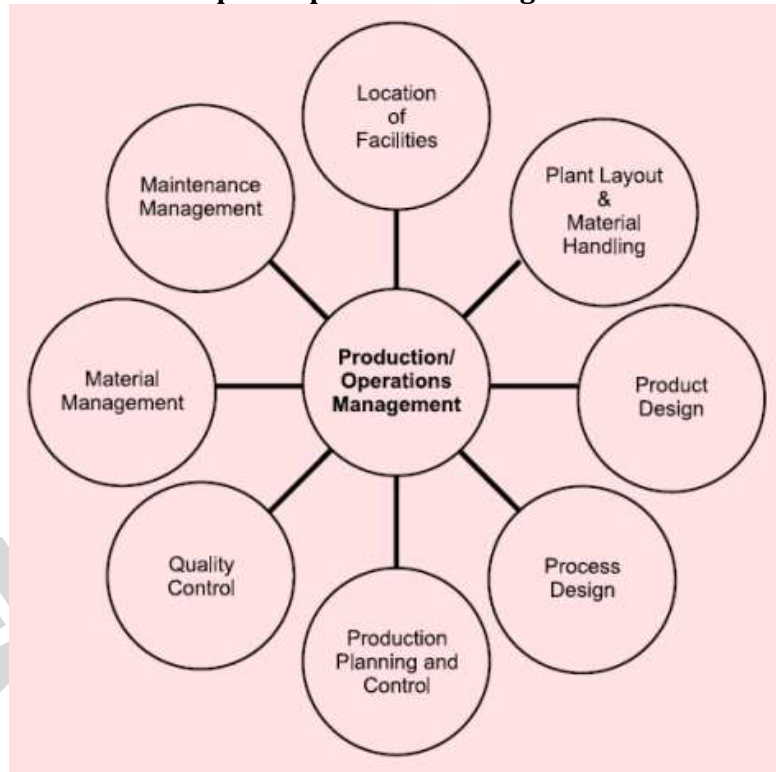 Location
of
Facilities
Plant Layout
&
Material
Handling
Product
Design
Process
Design
Production
Planning and
Control
Quality
Control
Material
Management
Maintenance
Management
Production/
Operations
Management